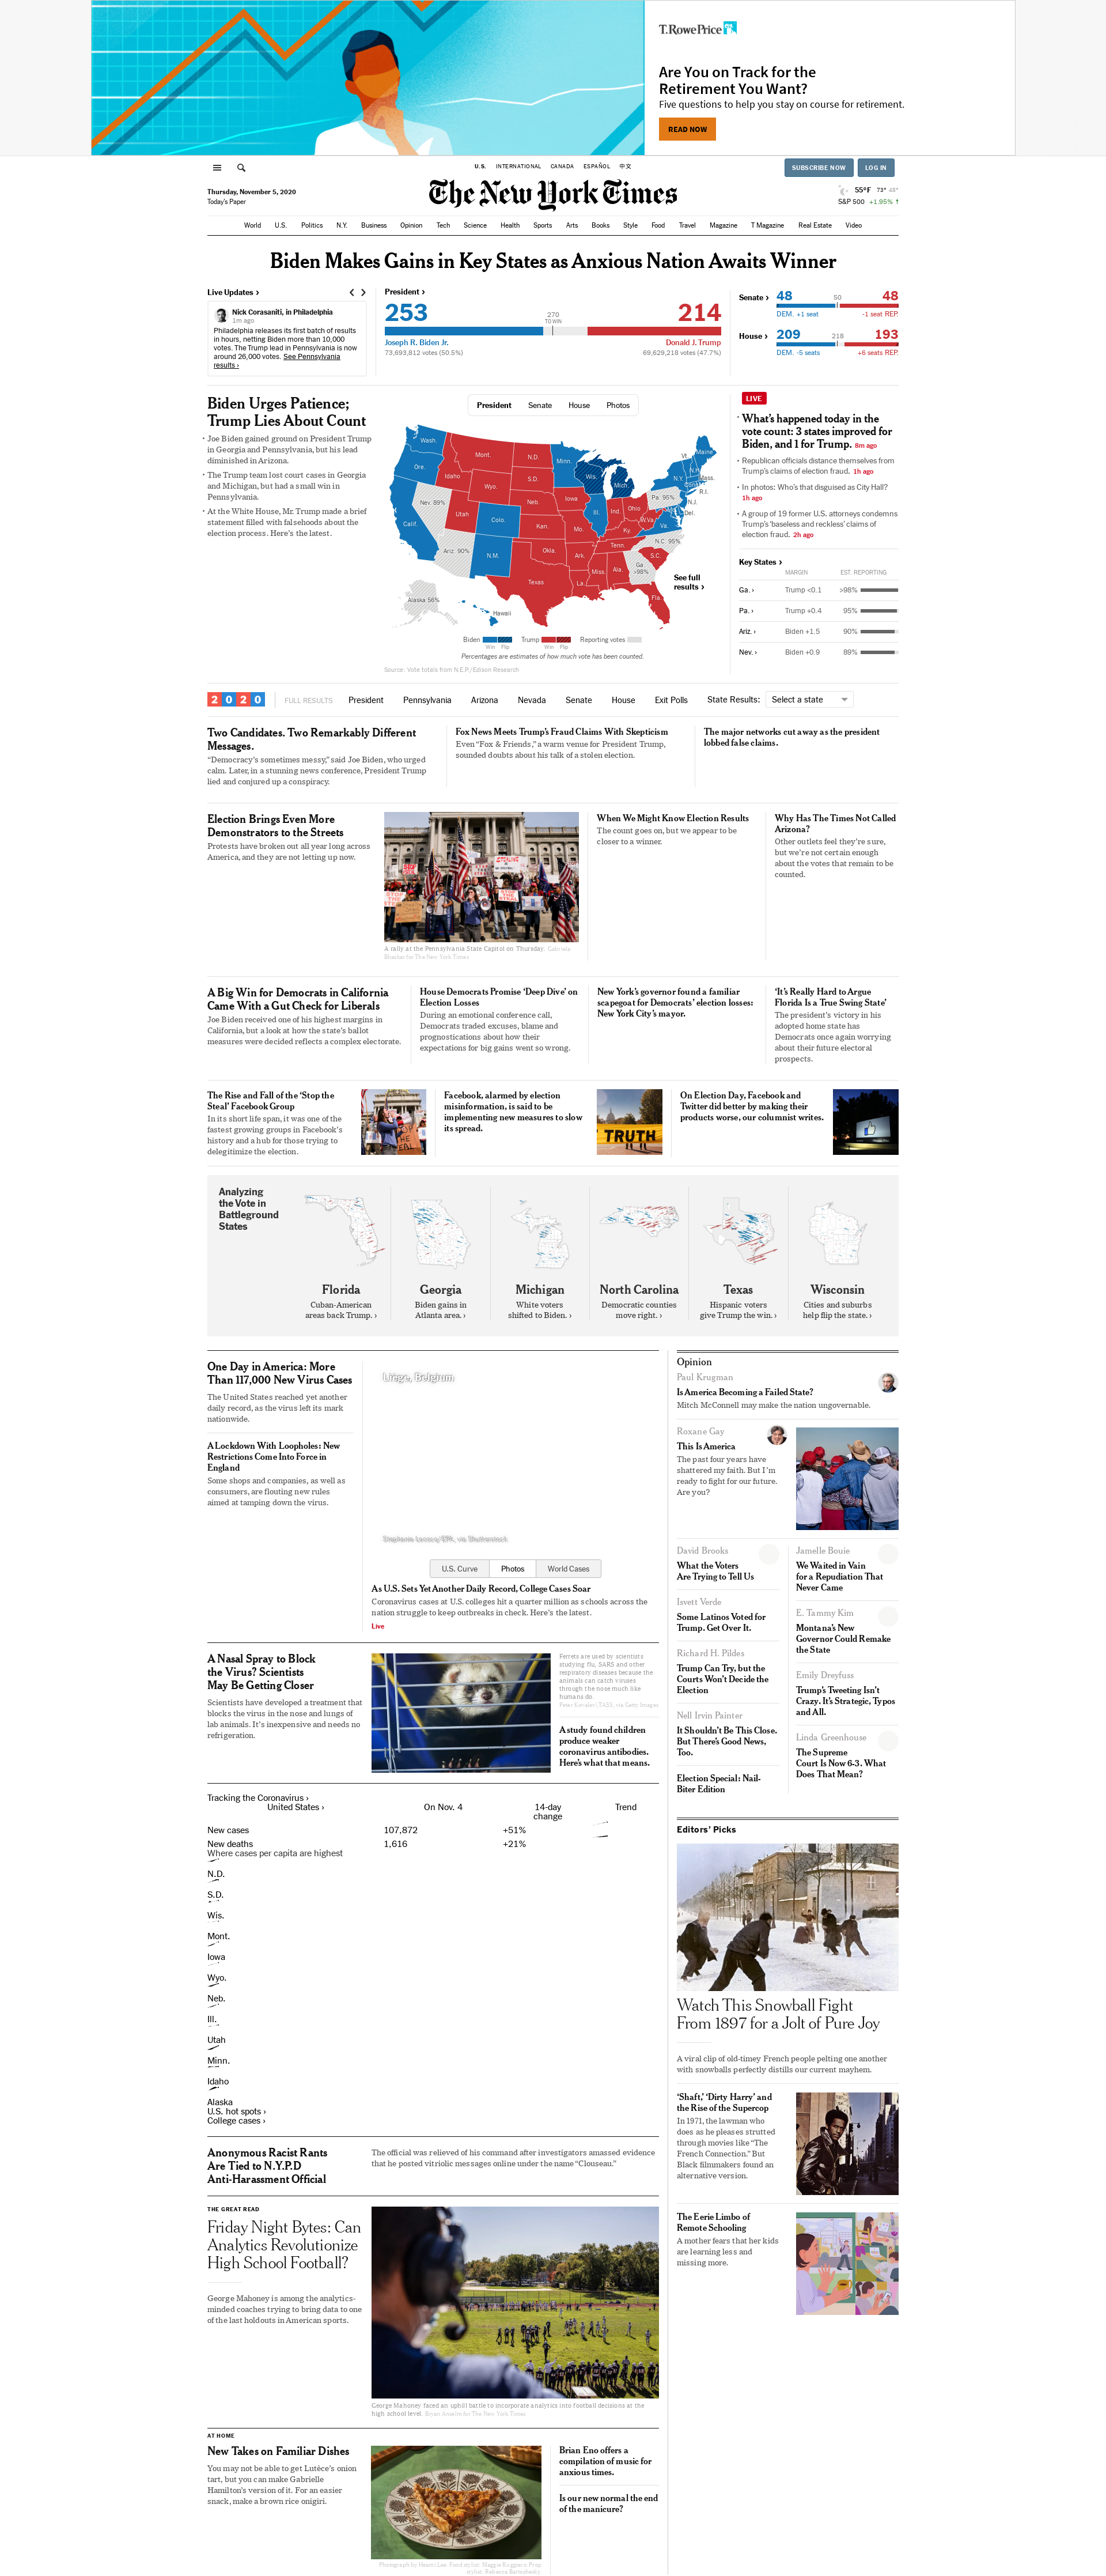 T.RowePrice
Are You on Track for the
Retirement You Want?
Five questions to help you stay on course for retirement.
READ NOW
U.S. INTERNATIONAL CANADA ESPAÑOL 中文
SUBSCRIBE NOW LOG IN
Thursday, November 5, 2020
Today's Paper
The New York Times
55°F 73° 48°
S&P 500 +1.95% ↑
World U.S. Politics N.Y. Business Opinion Tech Science Health Sports Arts Books Style Food Travel Magazine T Magazine Real Estate Video
Biden Makes Gains in Key States as Anxious Nation Awaits Winner
Live Updates ›
Nick Corasaniti, in Philadelphia
1m ago
Philadelphia releases its first batch of results
in hours, netting Biden more than 10,000
votes. The Trump lead in Pennsylvania is now
around 26,000 votes. See Pennsylvania
results ›
President ›
253 270 TO WIN 214
Joseph R. Biden Jr. Donald J. Trump
73,693,812 votes (50.5%) 69,629,218 votes (47.7%)
Senate › 48 50 48
DEM. +1 seat -1 seat REP.
House › 209 218 193
DEM. -5 seats +6 seats REP.
Biden Urges Patience;
Trump Lies About Count
• Joe Biden gained ground on President Trump
in Georgia and Pennsylvania, but his lead
diminished in Arizona.
• The Trump team lost court cases in Georgia
and Michigan, but had a small win in
Pennsylvania.
• At the White House, Mr. Trump made a brief
statement filled with falsehoods about the
election process. Here's the latest.
President Senate House Photos
Wash.
Mont. N.D. Minn. Vt. Maine
Ore. Idaho Wis. N.H.
Wyo. S.D. Mich. N.Y. Mass.
Conn. R.I.
Nev. 89% Neb. Iowa Pa. 95% N.J.
Utah Colo. Ill. Ind. Ohio Md. Del.
Calif. Kan. Mo. Ky. W.Va. Va.
Ariz. 90% N.M. Okla. Ark. Tenn. N.C. 95%
Miss. Ala. Ga. >98% S.C.
Texas La.
Alaska 56% Hawaii Fla.
See full
results ›
Biden Win Flip Trump Win Flip Reporting votes
Percentages are estimates of how much vote has been counted.
Source: Vote totals from N.E.P./Edison Research
LIVE
• What's happened today in the
vote count: 3 states improved for
Biden, and 1 for Trump. 8m ago
• Republican officials distance themselves from
Trump's claims of election fraud. 1h ago
• In photos: Who's that disguised as City Hall?
1h ago
• A group of 19 former U.S. attorneys condemns
Trump's 'baseless and reckless' claims of
election fraud. 2h ago
Key States ›
MARGIN EST. REPORTING
Ga. › Trump <0.1 >98%
Pa. › Trump +0.4 95%
Ariz. › Biden +1.5 90%
Nev. › Biden +0.9 89%
2020 FULL RESULTS President Pennsylvania Arizona Nevada Senate House Exit Polls State Results: Select a state
Two Candidates. Two Remarkably Different
Messages.
"Democracy's sometimes messy," said Joe Biden, who urged
calm. Later, in a stunning news conference, President Trump
lied and conjured up a conspiracy.
Fox News Meets Trump's Fraud Claims With Skepticism
Even "Fox & Friends," a warm venue for President Trump,
sounded doubts about his talk of a stolen election.
The major networks cut away as the president
lobbed false claims.
Election Brings Even More
Demonstrators to the Streets
Protests have broken out all year long across
America, and they are not letting up now.
A rally at the Pennsylvania State Capitol on Thursday. Gabriela
Bhaskar for The New York Times
When We Might Know Election Results
The count goes on, but we appear to be
closer to a winner.
Why Has The Times Not Called
Arizona?
Other outlets feel they're sure,
but we're not certain enough
about the votes that remain to be
counted.
A Big Win for Democrats in California
Came With a Gut Check for Liberals
Joe Biden received one of his highest margins in
California, but a look at how the state's ballot
measures were decided reflects a complex electorate.
House Democrats Promise 'Deep Dive' on
Election Losses
During an emotional conference call,
Democrats traded excuses, blame and
prognostications about how their
expectations for big gains went so wrong.
New York's governor found a familiar
scapegoat for Democrats' election losses:
New York City's mayor.
'It's Really Hard to Argue
Florida Is a True Swing State'
The president's victory in his
adopted home state has
Democrats once again worrying
about their future electoral
prospects.
The Rise and Fall of the 'Stop the
Steal' Facebook Group
In its short life span, it was one of the
fastest growing groups in Facebook's
history and a hub for those trying to
delegitimize the election.
Facebook, alarmed by election
misinformation, is said to be
implementing new measures to slow
its spread.
TRUTH
On Election Day, Facebook and
Twitter did better by making their
products worse, our columnist writes.
Analyzing
the Vote in
Battleground
States
Florida
Cuban-American
areas back Trump. ›
Georgia
Biden gains in
Atlanta area. ›
Michigan
White voters
shifted to Biden. ›
North Carolina
Democratic counties
move right. ›
Texas
Hispanic voters
give Trump the win. ›
Wisconsin
Cities and suburbs
help flip the state. ›
One Day in America: More
Than 117,000 New Virus Cases
The United States reached yet another
daily record, as the virus left its mark
nationwide.
A Lockdown With Loopholes: New
Restrictions Come Into Force in
England
Some shops and companies, as well as
consumers, are flouting new rules
aimed at tamping down the virus.
Liège, Belgium
Stephanie Lecocq/EPA, via Shutterstock
U.S. Curve Photos World Cases
As U.S. Sets Yet Another Daily Record, College Cases Soar
Coronavirus cases at U.S. colleges hit a quarter million as schools across the
nation struggle to keep outbreaks in check. Here's the latest.
Live
A Nasal Spray to Block
the Virus? Scientists
May Be Getting Closer
Scientists have developed a treatment that
blocks the virus in the nose and lungs of
lab animals. It's inexpensive and needs no
refrigeration.
Ferrets are used by scientists
studying flu, SARS and other
respiratory diseases because the
animals can catch viruses
through the nose much like
humans do.
Peter Kovalev\TASS, via Getty Images
A study found children
produce weaker
coronavirus antibodies.
Here's what that means.
Tracking the Coronavirus ›
United States › On Nov. 4 14-day
change Trend
New cases 107,872 +51%
New deaths 1,616 +21%
Where cases per capita are highest
N.D.
S.D.
Wis.
Mont.
Iowa
Wyo.
Neb.
Ill.
Utah
Minn.
Idaho
Alaska
U.S. hot spots ›
College cases ›
Anonymous Racist Rants
Are Tied to N.Y.P.D
Anti-Harassment Official
The official was relieved of his command after investigators amassed evidence
that he posted vitriolic messages online under the name "Clouseau."
THE GREAT READ
Friday Night Bytes: Can
Analytics Revolutionize
High School Football?
George Mahoney is among the analytics-
minded coaches trying to bring data to one
of the last holdouts in American sports.
George Mahoney faced an uphill battle to incorporate analytics into football decisions at the
high school level. Bryan Anselm for The New York Times
AT HOME
New Takes on Familiar Dishes
You may not be able to get Lutèce's onion
tart, but you can make Gabrielle
Hamilton's version of it. For an easier
snack, make a brown rice onigiri.
Photograph by Heami Lee. Food stylist: Maggie Ruggiero. Prop
stylist: Rebecca Bartoshesky.
Brian Eno offers a
compilation of music for
anxious times.
Is our new normal the end
of the manicure?
Opinion
Paul Krugman
Is America Becoming a Failed State?
Mitch McConnell may make the nation ungovernable.
Roxane Gay
This Is America
The past four years have
shattered my faith. But I'm
ready to fight for our future.
Are you?
David Brooks
What the Voters
Are Trying to Tell Us
Isvett Verde
Some Latinos Voted for
Trump. Get Over It.
Richard H. Pildes
Trump Can Try, but the
Courts Won't Decide the
Election
Nell Irvin Painter
It Shouldn't Be This Close.
But There's Good News,
Too.
Election Special: Nail-
Biter Edition
Jamelle Bouie
We Waited in Vain
for a Repudiation That
Never Came
E. Tammy Kim
Montana's New
Governor Could Remake
the State
Emily Dreyfuss
Trump's Tweeting Isn't
Crazy. It's Strategic, Typos
and All.
Linda Greenhouse
The Supreme
Court Is Now 6-3. What
Does That Mean?
Editors' Picks
Watch This Snowball Fight
From 1897 for a Jolt of Pure Joy
A viral clip of old-timey French people pelting one another
with snowballs perfectly distills our current mayhem.
'Shaft,' 'Dirty Harry' and
the Rise of the Supercop
In 1971, the lawman who
does as he pleases strutted
through movies like "The
French Connection." But
Black filmmakers found an
alternative version.
The Eerie Limbo of
Remote Schooling
A mother fears that her kids
are learning less and
missing more.